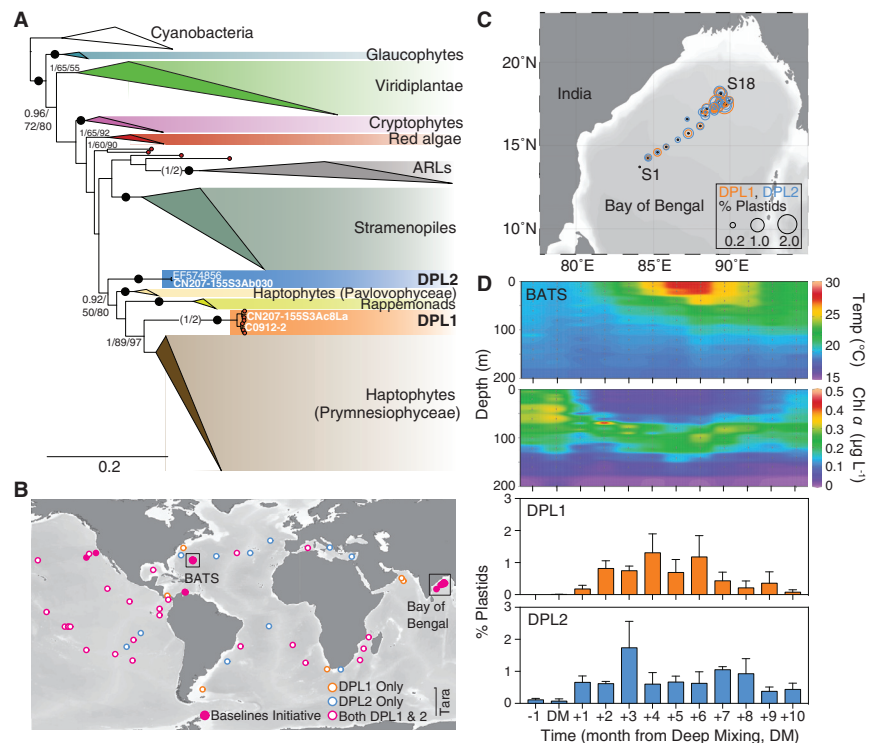 A
Cyanobacteria
Glaucophytes
1/65/55
Viridiplantae
0.96/
72/80
Cryptophytes
1/65/92
Red algae
1/60/90
ARLs
(1/2)
Stramenopiles
EF574856
DPL2
CN207-155S3Ab030
Haptophytes (Pavlovophyceae)
0.92/
50/80
Rappemonads
(1/2)
CN207-155S3Ac8La
DPL1
C0912-2
1/89/97
Haptophytes
(Prymnesiophyceae)
0.2
B
BATS
Bay of
Bengal
DPL1 Only
DPL2 Only
Both DPL1 & 2
Tara
Baselines Initiative
C
20˚N
15˚N
10˚N
India
S18
S1
Bay of Bengal
DPL1, DPL2
% Plastids
0.2 1.0 2.0
80˚E 85˚E 90˚E
D
BATS
0
100
200
30
25
20
15
Temp (°C)
Depth (m)
0
100
200
0.5
0.4
0.3
0.2
0.1
0
Chl a (µg L-1)
DPL1
3
2
1
0
% Plastids
DPL2
3
2
1
0
-1 DM +1 +2 +3 +4 +5 +6 +7 +8 +9 +10
Time (month from Deep Mixing, DM)